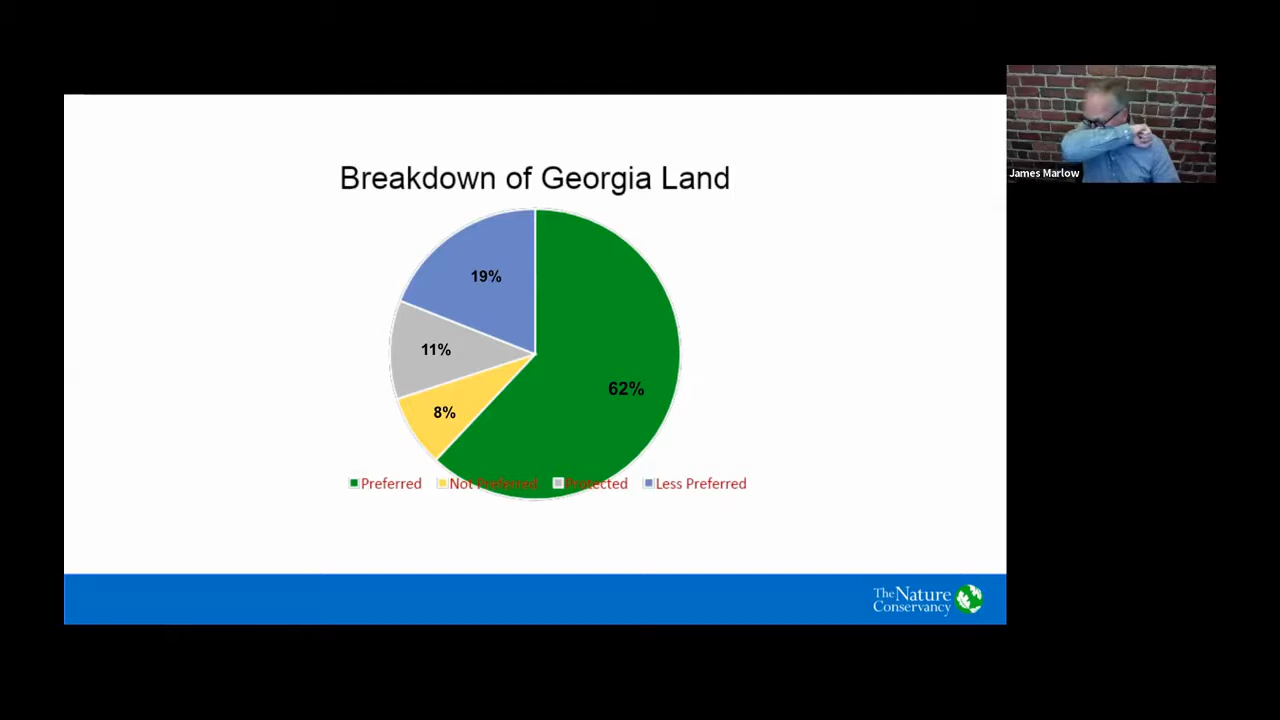 Breakdown of Georgia Land
19%
11%
62%
8%
Preferred Not Preferred Protected Less Preferred
The Nature
Conservancy
James Marlow